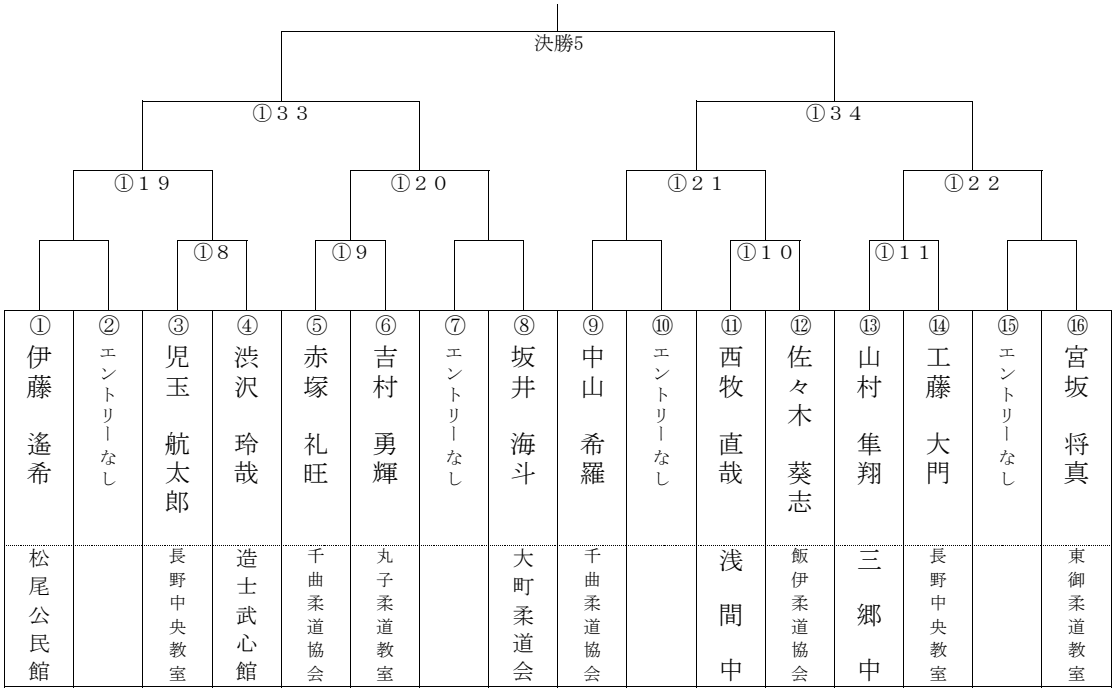 決勝5
①３３
①３４
①１９
①２０
①２１
①２２
①８
①９
①１０
①１１
①
伊藤　遙希
松尾公民館
②
エントリーなし
③
児玉　航太郎
長野中央教室
④
渋沢　玲哉
造士武心館
⑤
赤塚　礼旺
千曲柔道協会
⑥
吉村　勇輝
丸子柔道教室
⑦
エントリーなし
⑧
坂井　海斗
大町柔道会
⑨
中山　希羅
千曲柔道協会
⑩
エントリーなし
⑪
西牧　直哉
浅間中
⑫
佐々木　葵志
飯伊柔道協会
⑬
山村　隼翔
三郷中
⑭
工藤　大門
長野中央教室
⑮
エントリーなし
⑯
宮坂　将真
東御柔道教室